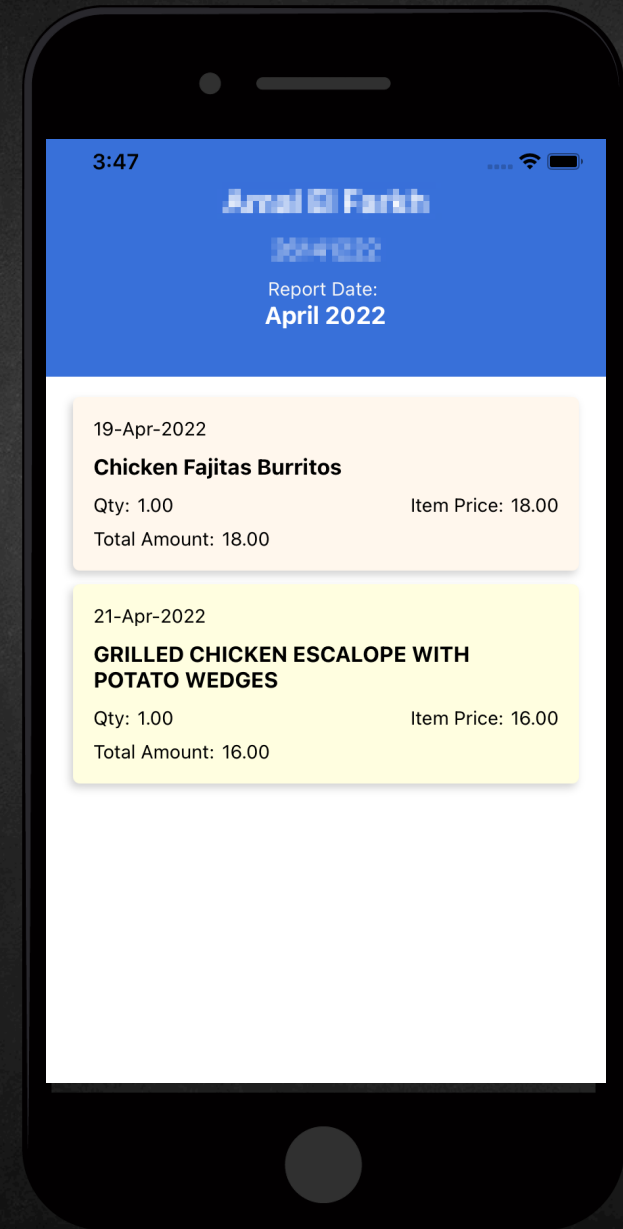 3:47
Report Date:
April 2022
19-Apr-2022
Chicken Fajitas Burritos
Qty: 1.00 Item Price: 18.00
Total Amount: 18.00
21-Apr-2022
GRILLED CHICKEN ESCALOPE WITH
POTATO WEDGES
Qty: 1.00 Item Price: 16.00
Total Amount: 16.00